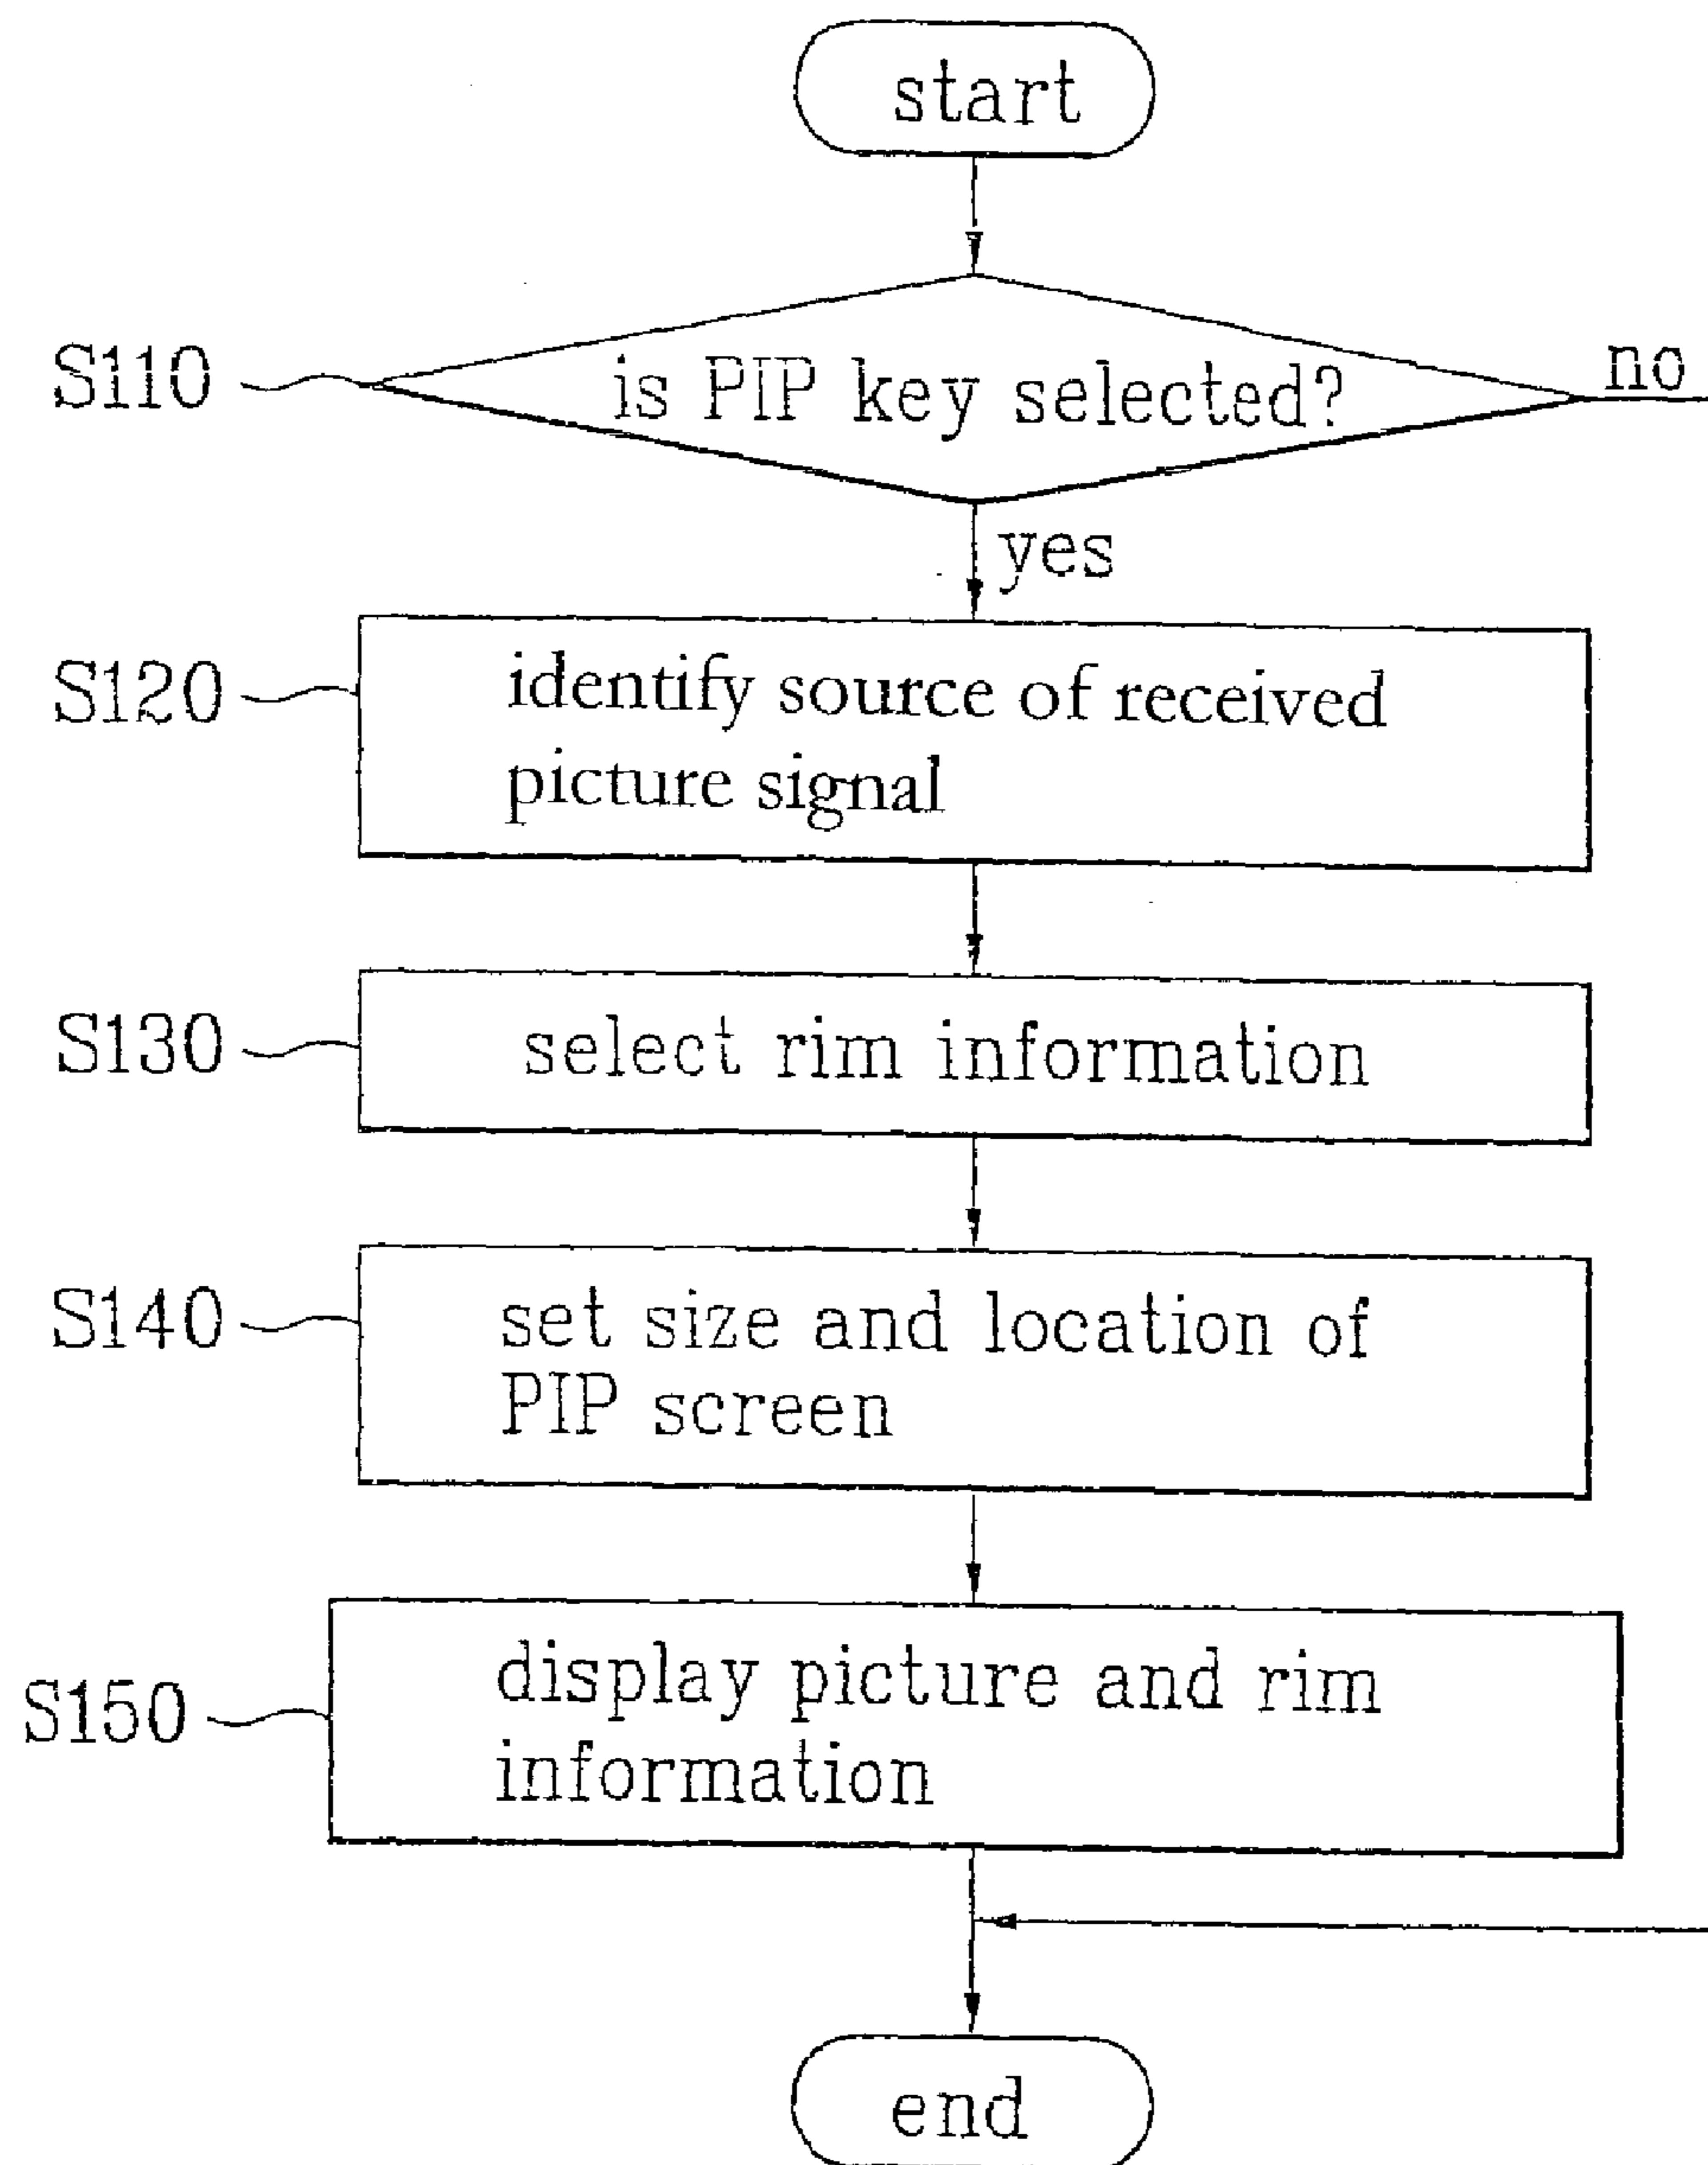 start
S110
is PIP key selected?
no
yes
S120
identify source of received
picture signal
S130
select rim information
S140
set size and location of
PIP screen
S150
display picture and rim
information
end